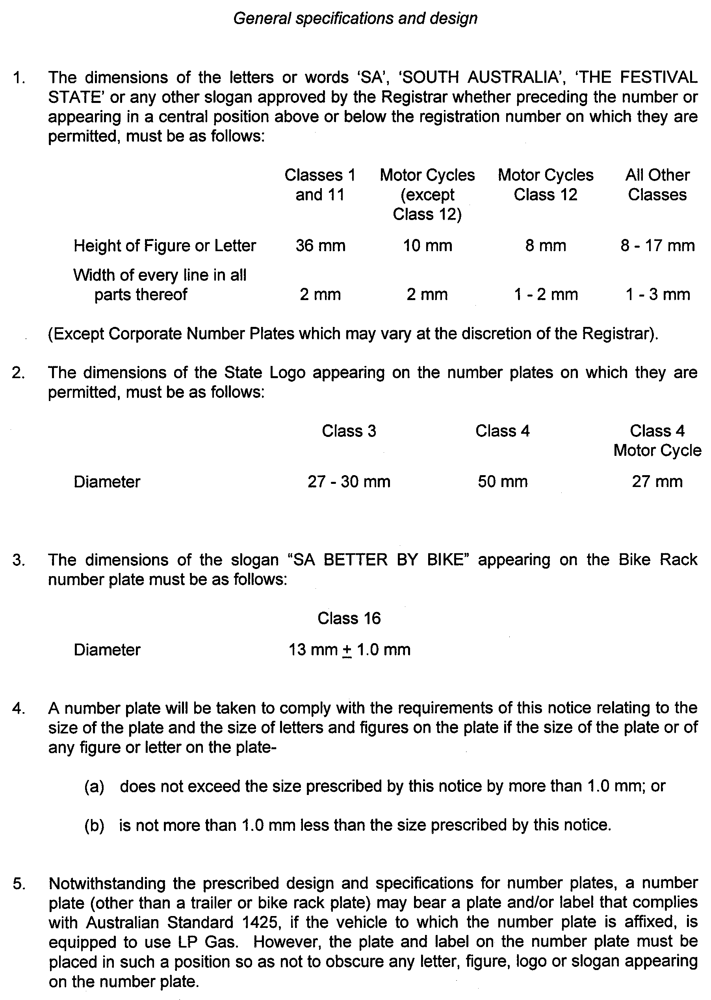 General specifications and design
1. The dimensions of the letters or words ‘SA’, ‘SOUTH AUSTRALIA’, ‘THE FESTIVAL
STATE’ or any other slogan approved by the Registrar whether preceding the number or
appearing in a central position above or below the registration number on which they are
permitted, must be as follows:
Classes 1 Motor Cycles Motor Cycles All Other
and 11 (except Class 12 Classes
Class 12)
Height of Figure or Letter 36 mm 10 mm 8 mm 8 - 17 mm
Width of every line in all
parts thereof 2 mm 2 mm 1 - 2 mm 1 - 3 mm
(Except Corporate Number Plates which may vary at the discretion of the Registrar).
2. The dimensions of the State Logo appearing on the number plates on which they are
permitted, must be as follows:
Class 3 Class 4 Class 4
Motor Cycle
Diameter 27 - 30 mm 50 mm 27 mm
3. The dimensions of the slogan “SA BETTER BY BIKE” appearing on the Bike Rack
number plate must be as follows:
Class 16
Diameter 13 mm ± 1.0 mm
4. A number plate will be taken to comply with the requirements of this notice relating to the
size of the plate and the size of letters and figures on the plate if the size of the plate or of
any figure or letter on the plate-
(a) does not exceed the size prescribed by this notice by more than 1.0 mm; or
(b) is not more than 1.0 mm less than the size prescribed by this notice.
5. Notwithstanding the prescribed design and specifications for number plates, a number
plate (other than a trailer or bike rack plate) may bear a plate and/or label that complies
with Australian Standard 1425, if the vehicle to which the number plate is affixed, is
equipped to use LP Gas. However, the plate and label on the number plate must be
placed in such a position so as not to obscure any letter, figure, logo or slogan appearing
on the number plate.